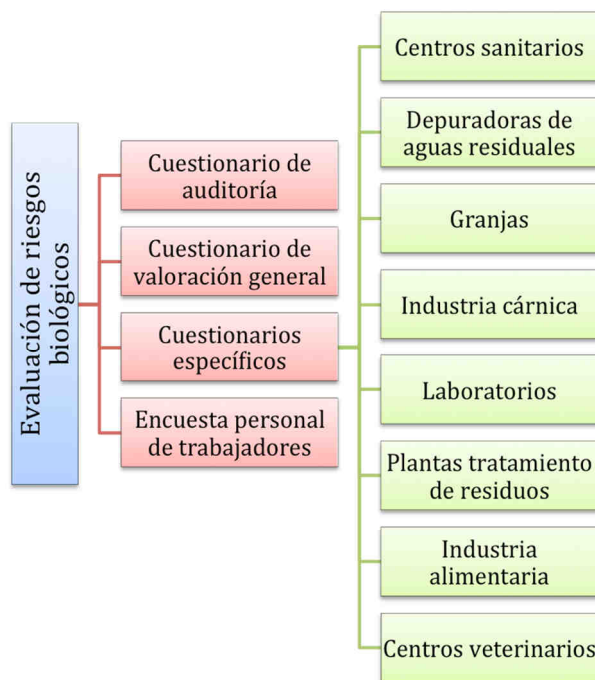 Evaluación de riesgos
biológicos
Cuestionario de
auditoría
Cuestionario de
valoración general
Cuestionarios
específicos
Encuesta personal
de trabajadores
Centros sanitarios
Depuradoras de
aguas residuales
Granjas
Industria cárnica
Laboratorios
Plantas tratamiento
de residuos
Industria
alimentaria
Centros veterinarios